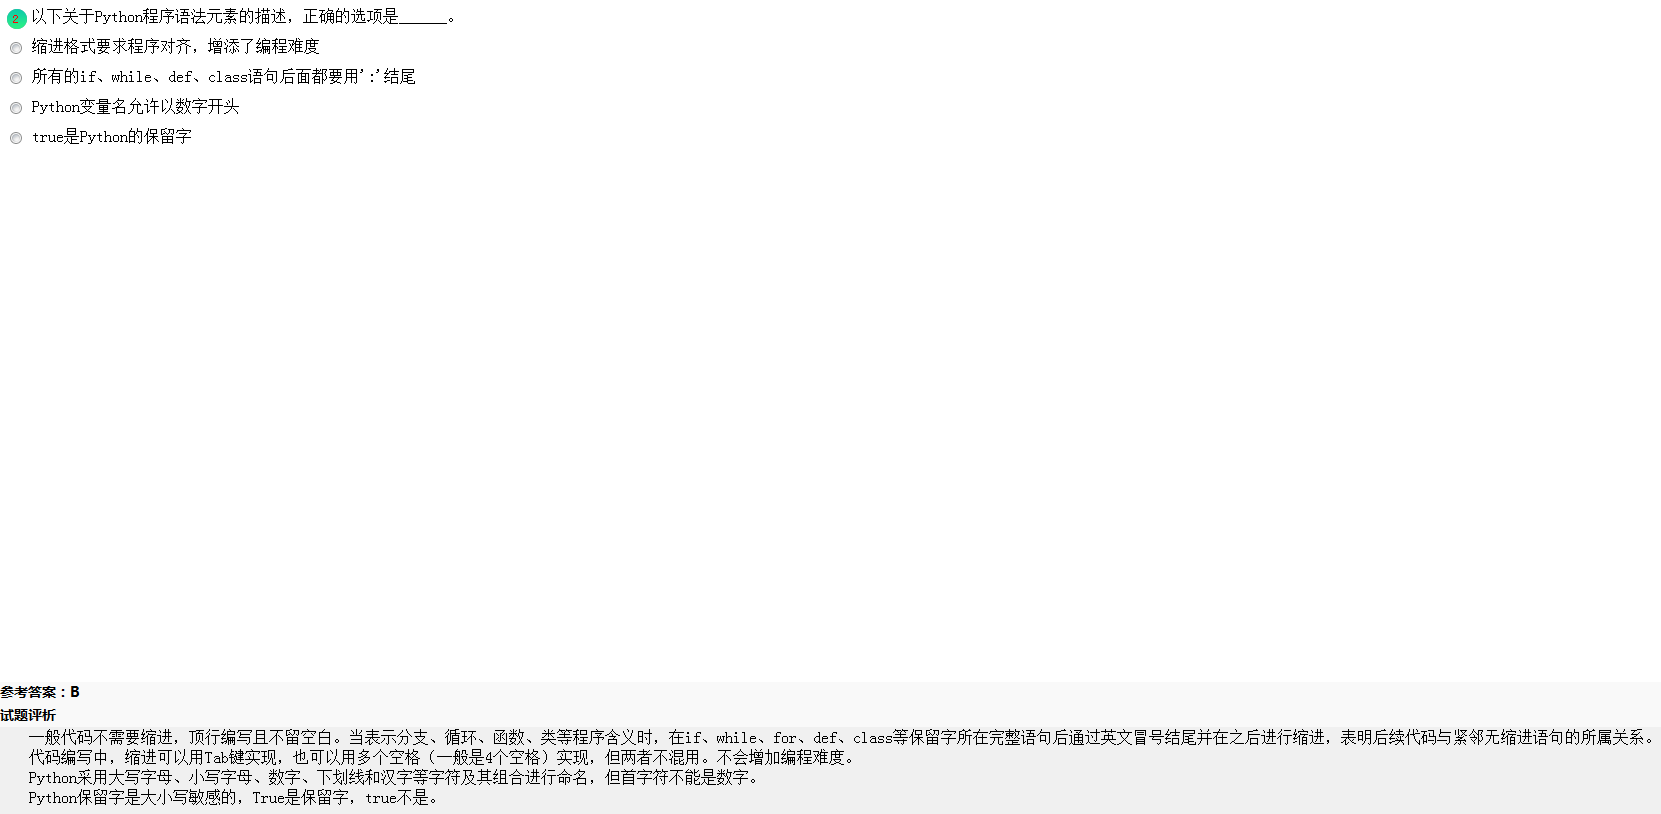 2 以下关于Python程序语法元素的描述，正确的选项是______。
缩进格式要求程序对齐，增添了编程难度
所有的if、while、def、class语句后面都要用':'结尾
Python变量名允许以数字开头
true是Python的保留字
参考答案：B
试题评析
一般代码不需要缩进，顶行编写且不留空白。当表示分支、循环、函数、类等程序含义时，在if、while、for、def、class等保留字所在完整语句后通过英文冒号结尾并在之后进行缩进，表明后续代码与紧邻无缩进语句的所属关系。
代码编写中，缩进可以用Tab键实现，也可以用多个空格（一般是4个空格）实现，但两者不混用。不会增加编程难度。
Python采用大写字母、小写字母、数字、下划线和汉字等字符及其组合进行命名，但首字符不能是数字。
Python保留字是大小写敏感的，True是保留字，true不是。